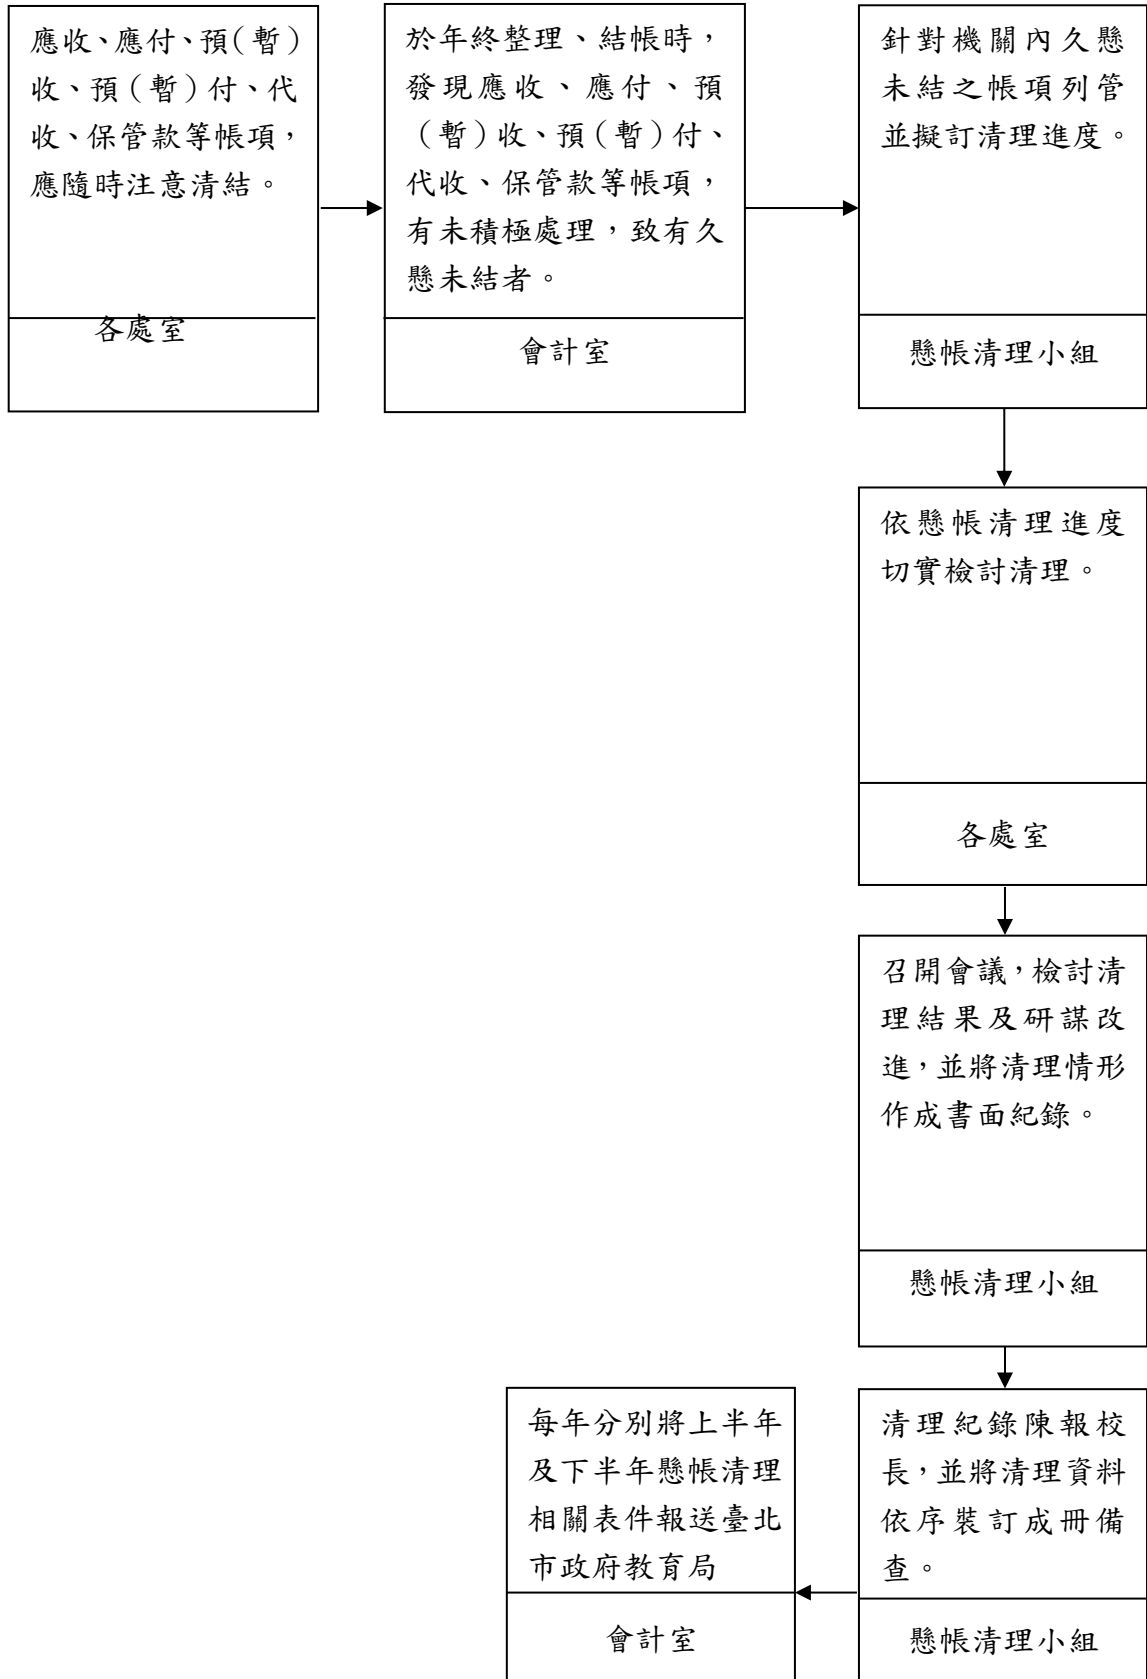 應收、應付、預(暫)
收、預(暫)付、代
收、保管款等帳項,
應隨時注意清結。
各處室
於年終整理、結帳時,
發現應收、應付、預
(暫)收、預(暫)付、
代收、保管款等帳項,
有未積極處理,致有久
懸未結者。
會計室
針對機關內久懸
未結之帳項列管
並擬訂清理進度。
懸帳清理小組
依懸帳清理進度
切實檢討清理。
各處室
召開會議,檢討清
理結果及研謀改
進,並將清理情形
作成書面紀錄。
懸帳清理小組
清理紀錄陳報校
長,並將清理資料
依序裝訂成冊備
查。
懸帳清理小組
每年分別將上半年
及下半年懸帳清理
相關表件報送臺北
市政府教育局
會計室